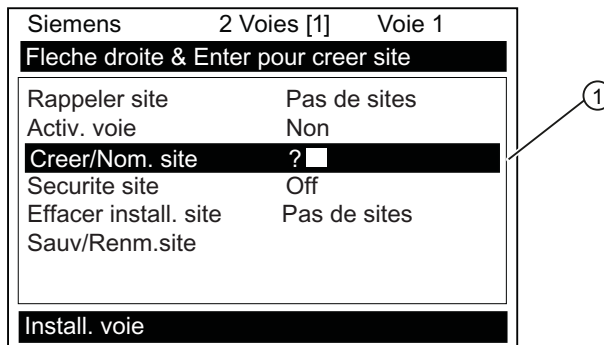 Siemens 2 Voies [1] Voie 1
Fleche droite & Enter pour creer site
Rappeler site Pas de sites
Activ. voie Non
Creer/Nom. site ?
Securite site Off
Effacer install. site Pas de sites
Sauv/Renm.site
Install. voie
1